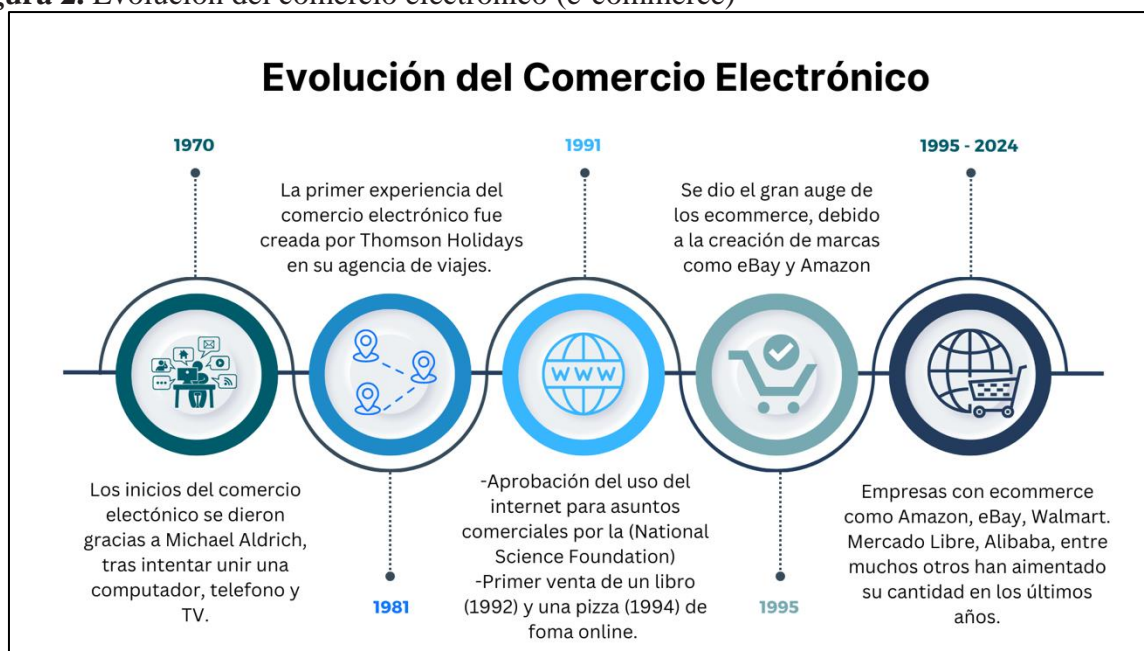 gura 2. Evolución del comercio electrónico (e-commerce)
Evolución del Comercio Electrónico
1970
Los inicios del comercio
electónico se dieron
gracias a Michael Aldrich,
tras intentar unir una
computador, telefono y
TV.
La primer experiencia del
comercio electrónico fue
creada por Thomson Holidays
en su agencia de viajes.
1981
1991
WWW
-Aprobación del uso del
internet para asuntos
comerciales por la (National
Science Foundation)
-Primer venta de un libro
(1992) y una pizza (1994) de
foma online.
Se dio el gran auge de
los ecommerce, debido
a la creación de marcas
como eBay y Amazon
1995
1995 - 2024
Empresas con ecommerce
como Amazon, eBay, Walmart.
Mercado Libre, Alibaba, entre
muchos otros han aimentado
su cantidad en los últimos
años.